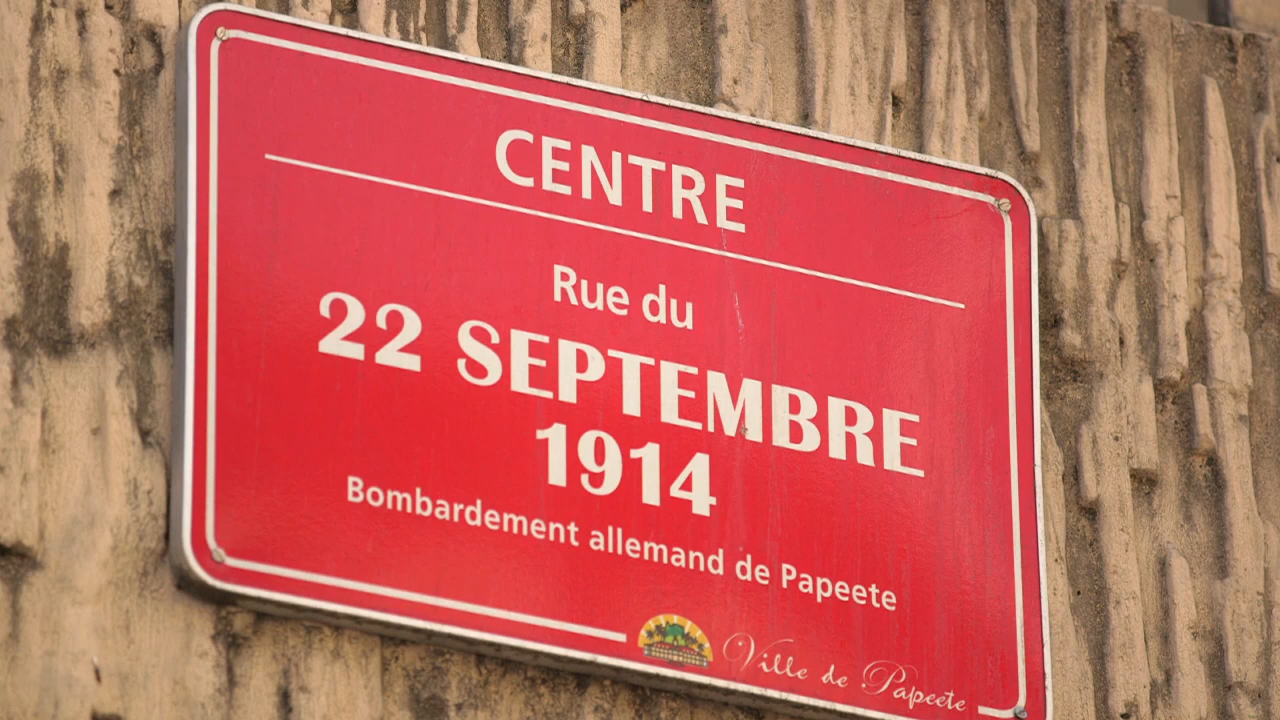 CENTRE
Rue du
22 SEPTEMBRE
1914
Bombardement allemand de Papeete
Ville de Papeete